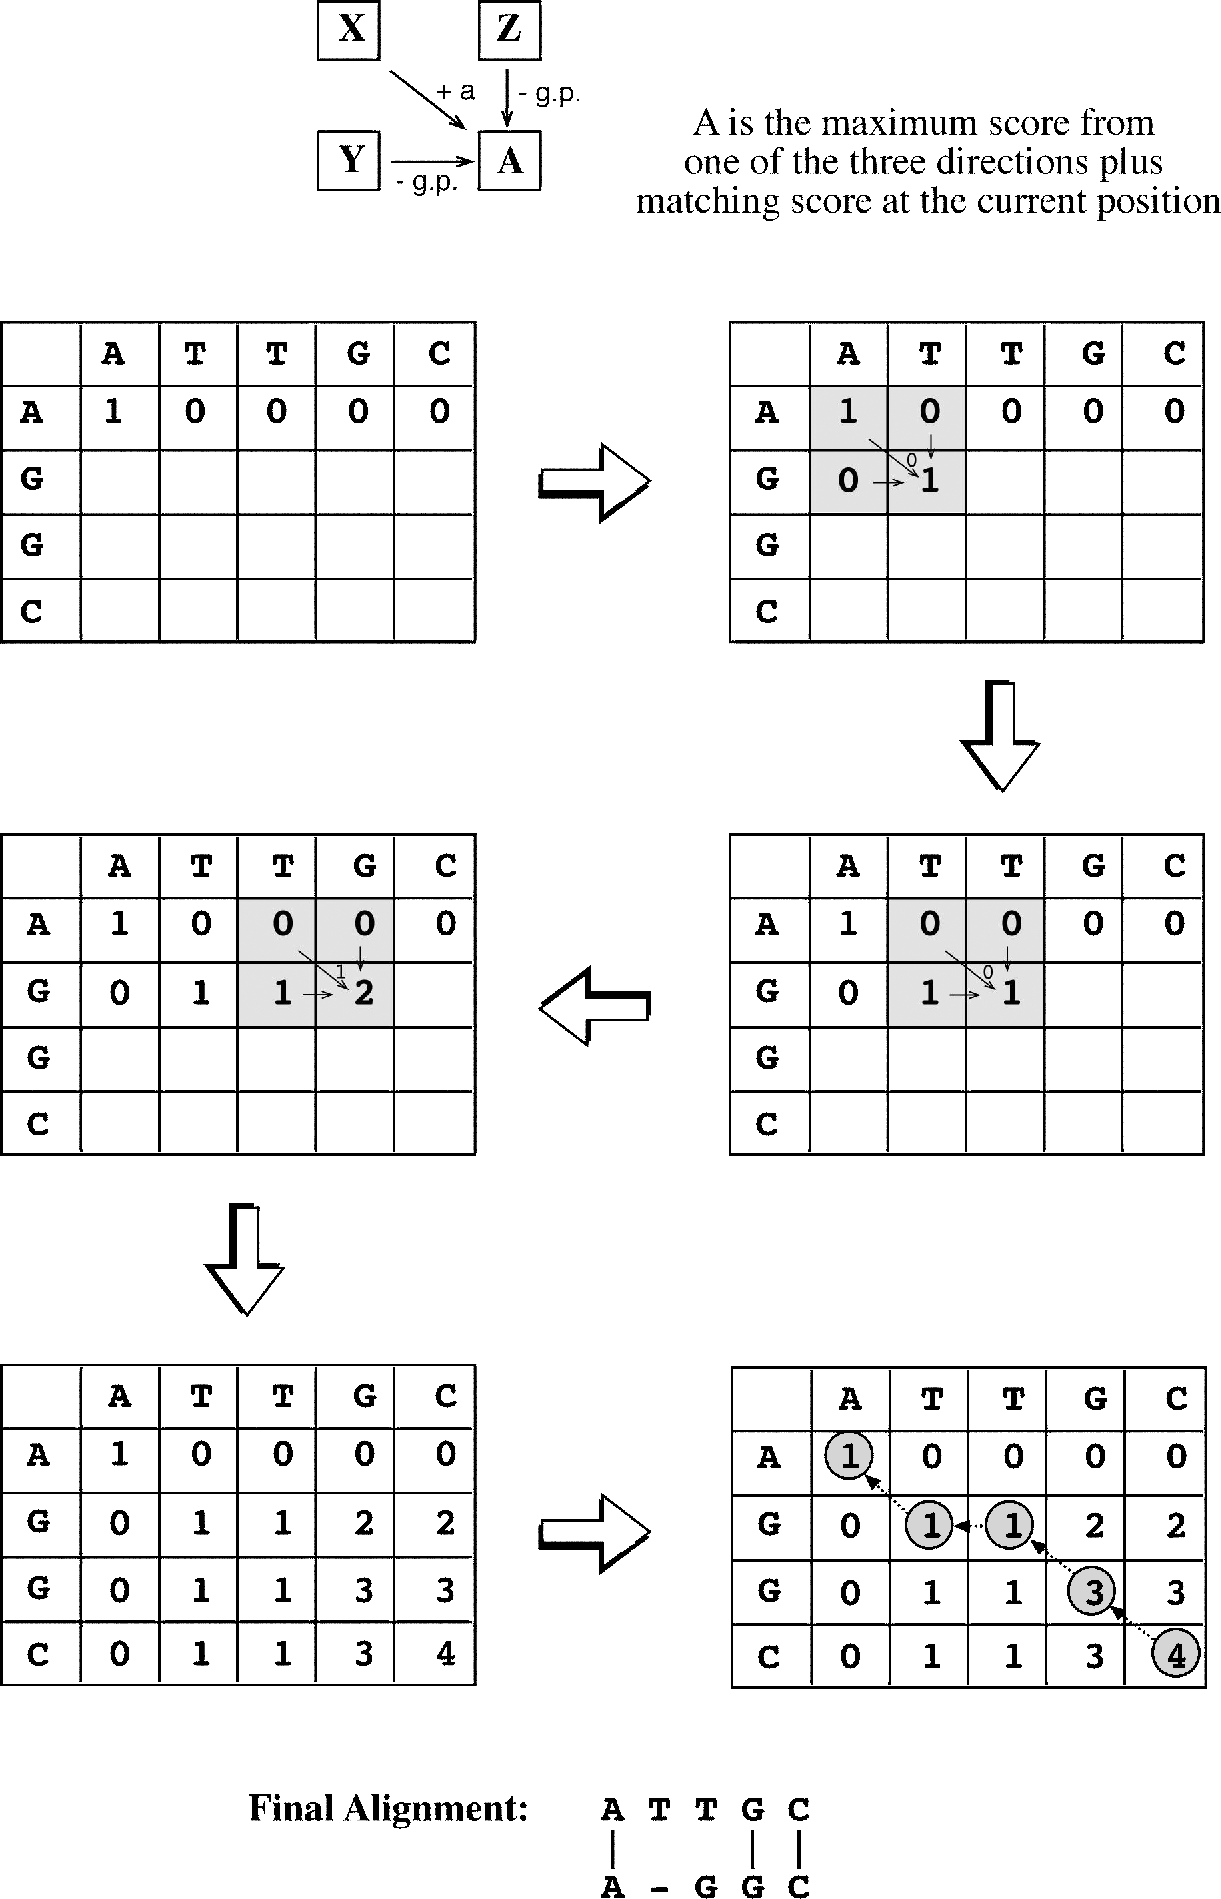 X Z
+ a - g.p.
Y A
- g.p.
A is the maximum score from
one of the three directions plus
matching score at the current position
A T T G C
A 1 0 0 0 0
G
G
C
A T T G C
A 1 0 0 0 0
0
G 0 1
G
C
A T T G C
A 1 0 0 0 0
1
G 0 1 1 2
G
C
A T T G C
A 1 0 0 0 0
0
G 0 1 1
G
C
A T T G C
A 1 0 0 0 0
G 0 1 1 2 2
G 0 1 1 3 3
C 0 1 1 3 4
A T T G C
A 1 0 0 0 0
G 0 1 1 2 2
G 0 1 1 3 3
C 0 1 1 3 4
Final Alignment: A T T G C
| | |
A - G G C